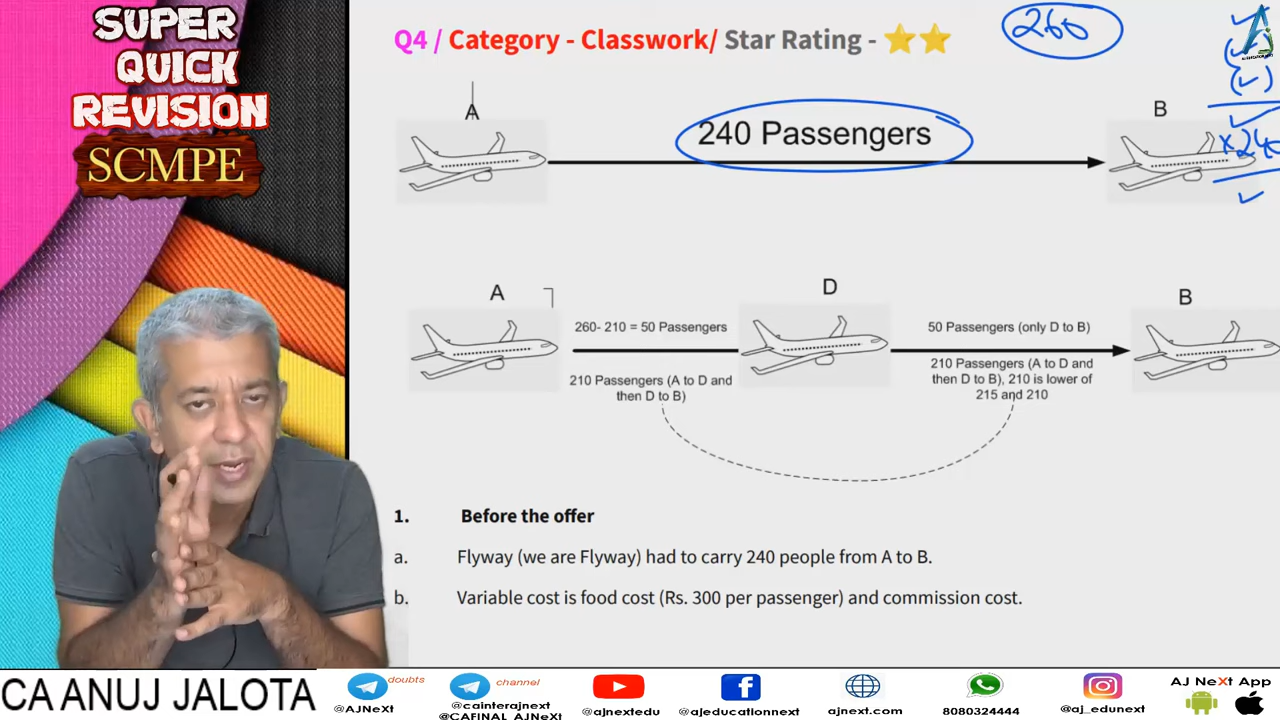 SUPER
QUICK
REVISION
SCMPE
Q4 / Category - Classwork/ Star Rating -
260
A
240 Passengers
B
x240
A
D
B
260- 210 = 50 Passengers
210 Passengers (A to D and
then D to B)
50 Passengers (only D to B)
210 Passengers (A to D and
then D to B), 210 is lower of
215 and 210
1. Before the offer
a. Flyway (we are Flyway) had to carry 240 people from A to B.
b. Variable cost is food cost (Rs. 300 per passenger) and commission cost.
CA ANUJ JALOTA
doubts
@AJNeXt
channel
@cainterajnext
@CAFINAL_AJNeXt
@ajnextedu
@ajeducationnext
ajnext.com
8080324444
@aj_edunext
AJ NeXt App